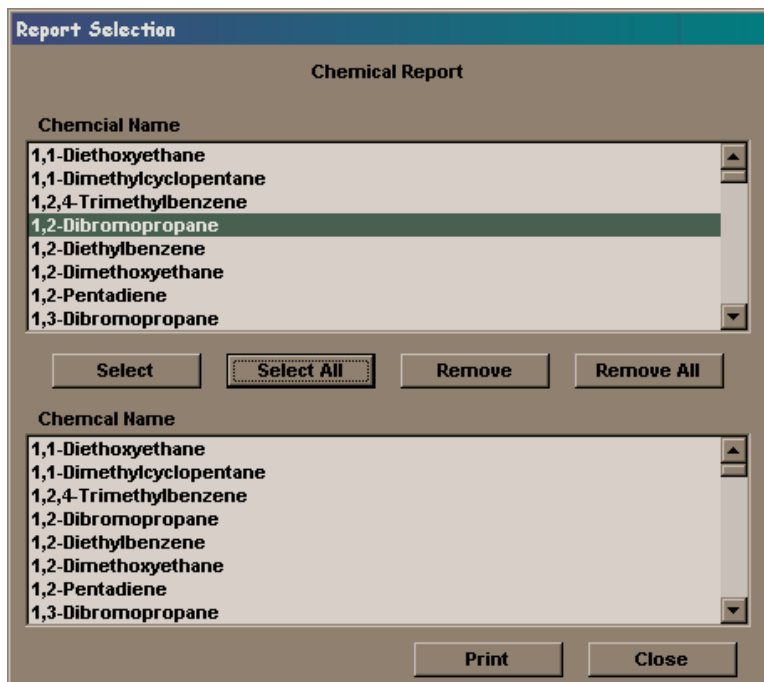 Report Selection
Chemical Report
Chemcial Name
1,1-Diethoxyethane
1,1-Dimethylcyclopentane
1,2,4-Trimethylbenzene
1,2-Dibromopropane
1,2-Diethylbenzene
1,2-Dimethoxyethane
1,2-Pentadiene
1,3-Dibromopropane
Select Select All Remove Remove All
Chemcal Name
1,1-Diethoxyethane
1,1-Dimethylcyclopentane
1,2,4-Trimethylbenzene
1,2-Dibromopropane
1,2-Diethylbenzene
1,2-Dimethoxyethane
1,2-Pentadiene
1,3-Dibromopropane
Print Close